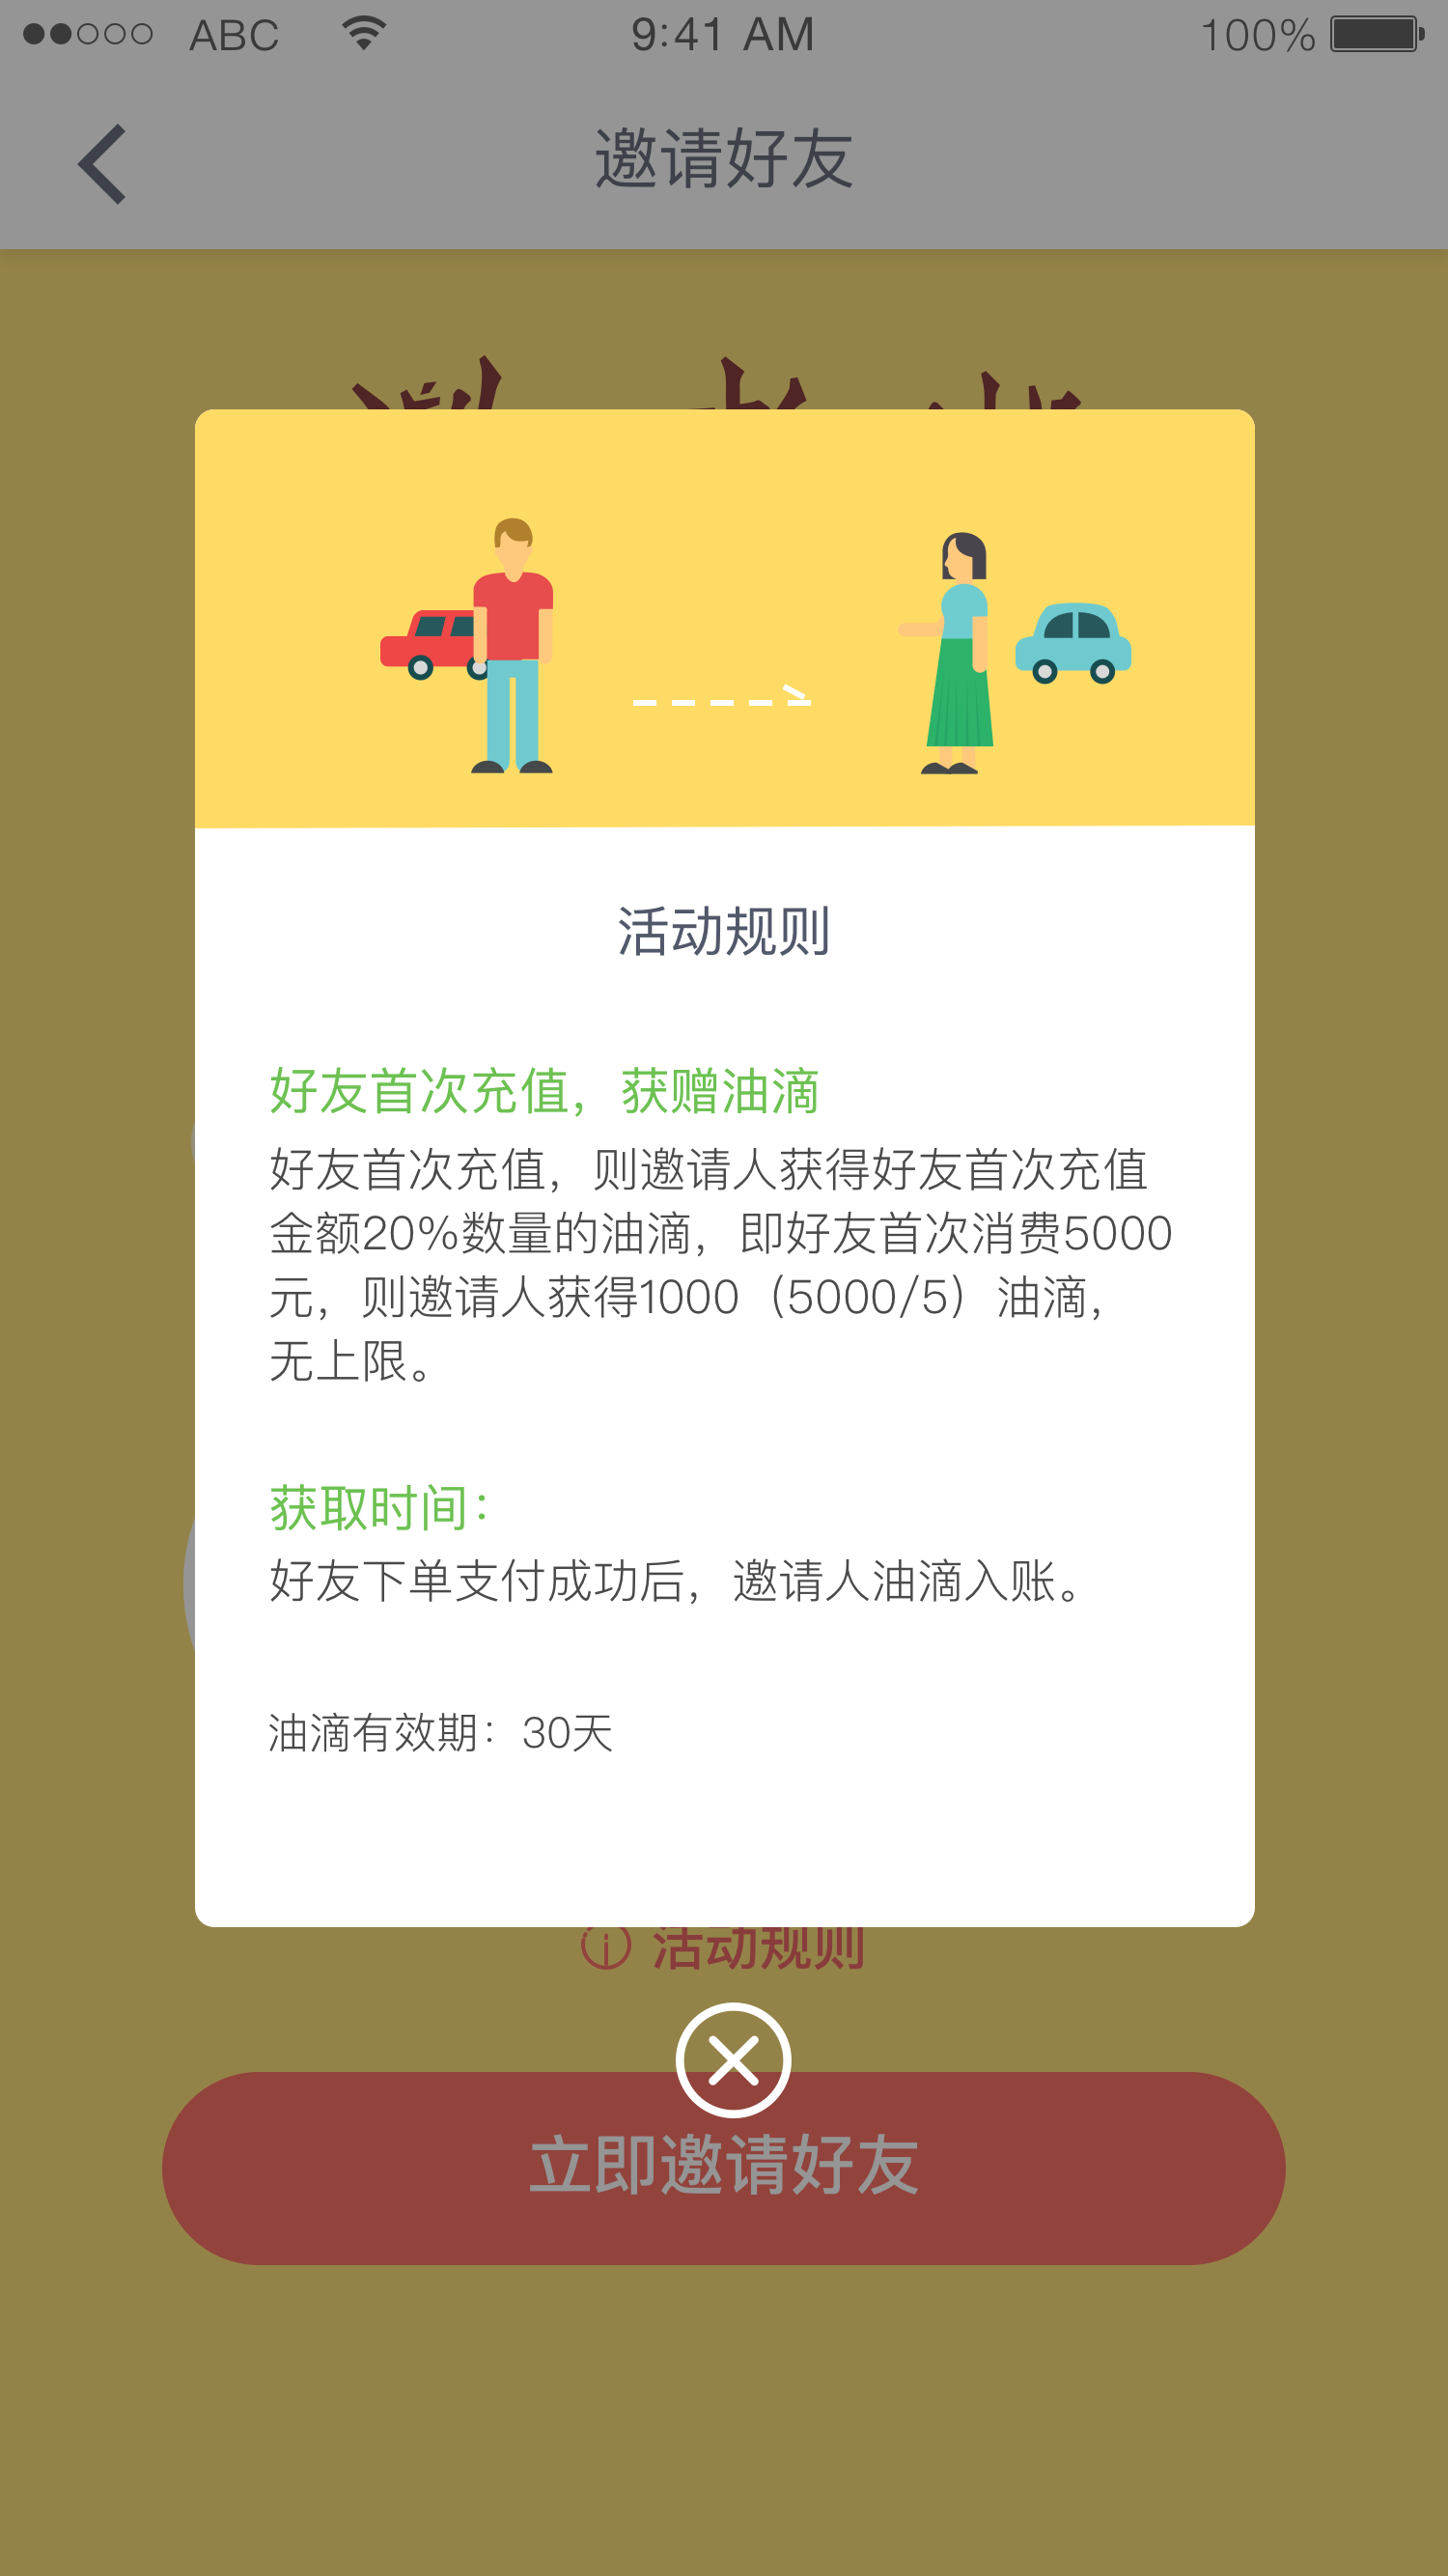 ABC 9:41 AM 100%
邀请好友
活动规则
好友首次充值，获赠油滴
好友首次充值，则邀请人获得好友首次充值
金额20%数量的油滴，即好友首次消费5000
元，则邀请人获得1000（5000/5）油滴，
无上限。
获取时间：
好友下单支付成功后，邀请人油滴入账。
油滴有效期：30天
活动规则
立即邀请好友